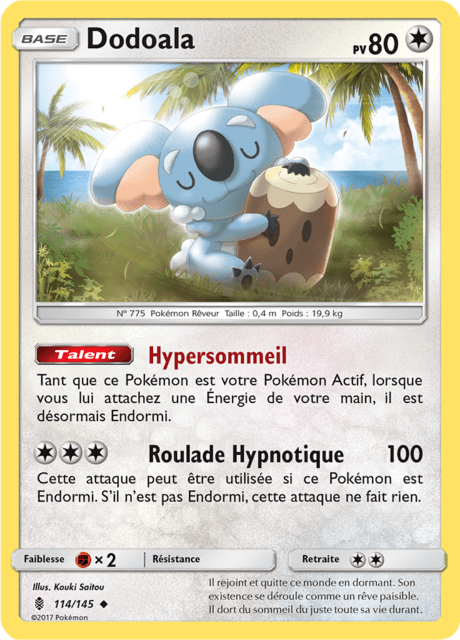 BASE Dodoala PV 80
N° 775 Pokémon Rêveur Taille : 0,4 m Poids : 19,9 kg
Talent Hypersommeil
Tant que ce Pokémon est votre Pokémon Actif, lorsque
vous lui attachez une Énergie de votre main, il est
désormais Endormi.
Roulade Hypnotique 100
Cette attaque peut être utilisée si ce Pokémon est
Endormi. S'il n'est pas Endormi, cette attaque ne fait rien.
Faiblesse ×2 Résistance Retraite
Illus. Kouki Saitou
114/145
©2017 Pokémon
Il rejoint et quitte ce monde en dormant. Son
existence se déroule comme un rêve paisible.
Il dort du sommeil du juste toute sa vie durant.